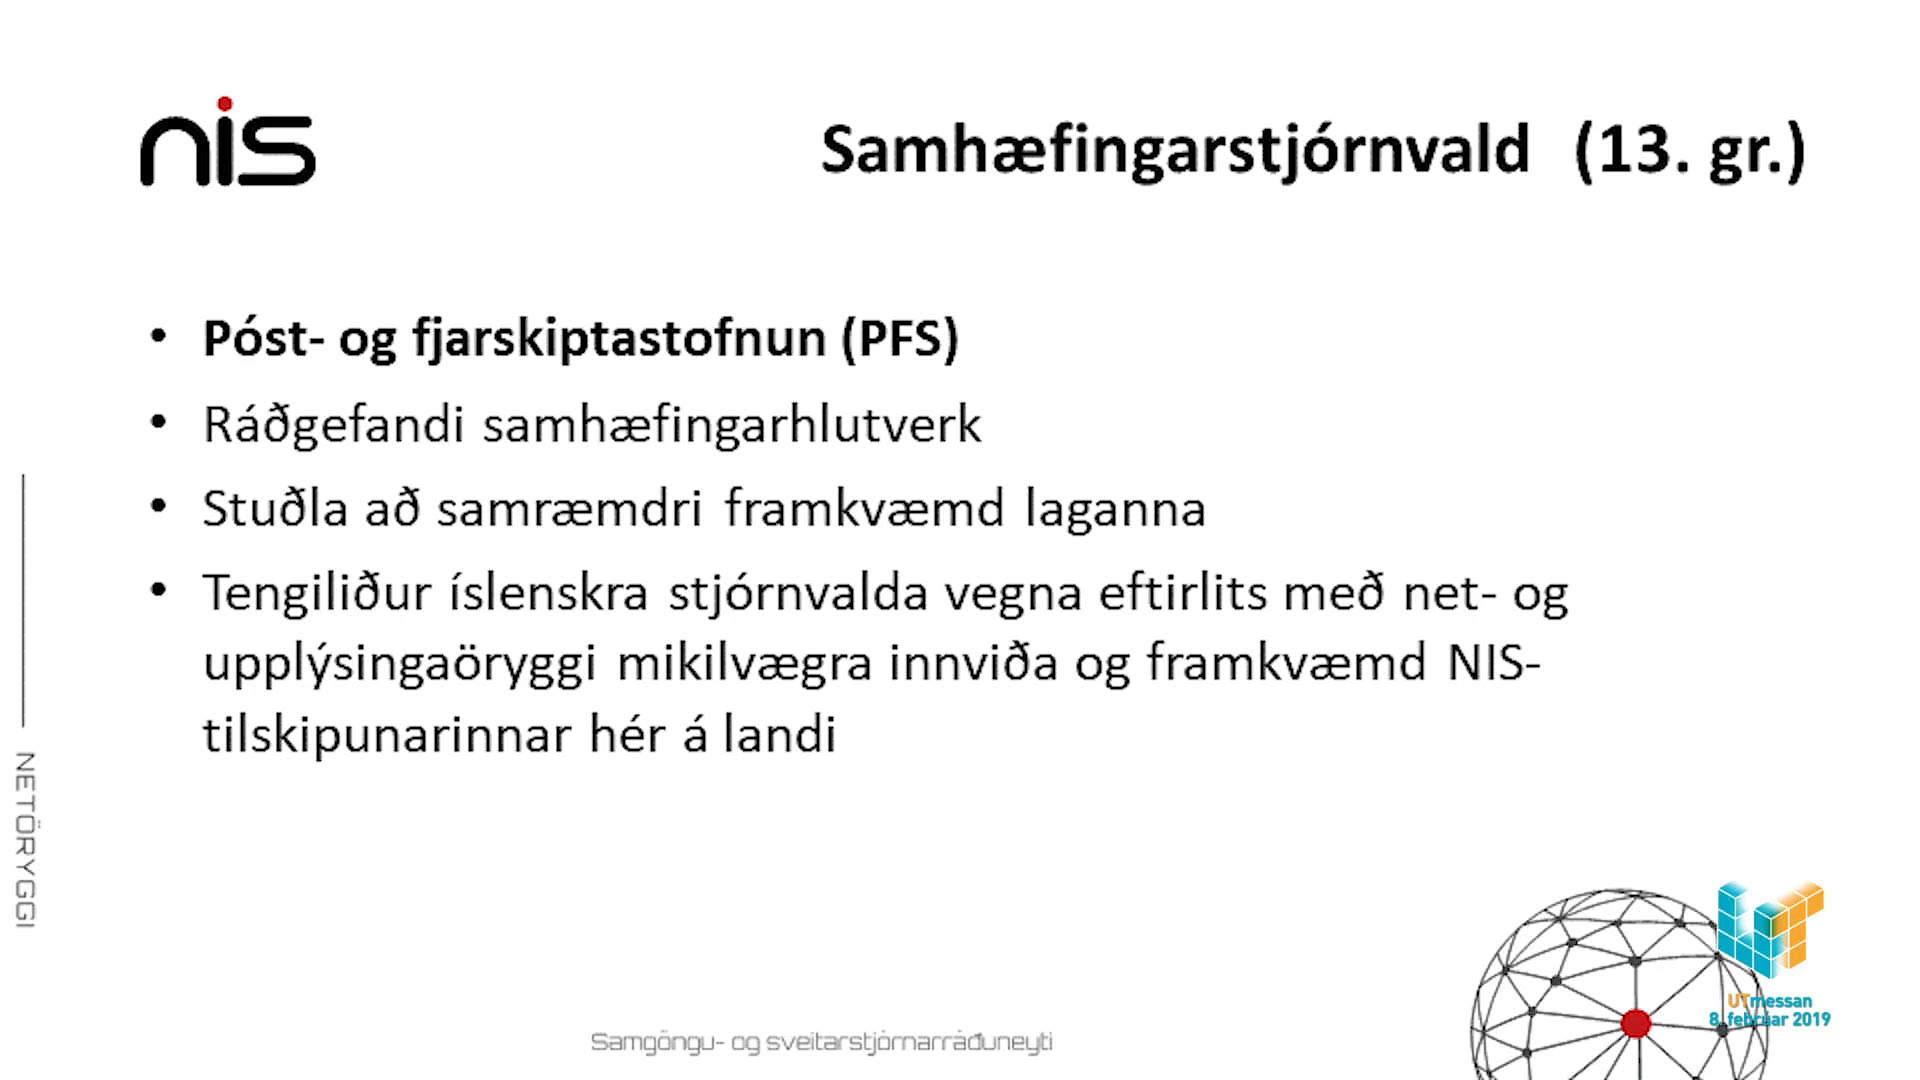 nis
Samhæfingarstjórnvald (13. gr.)
• Póst- og fjarskiptastofnun (PFS)
• Ráðgefandi samhæfingarhlutverk
• Stuðla að samræmdri framkvæmd laganna
• Tengiliður íslenskra stjórnvalda vegna eftirlits með net- og
upplýsingaöryggi mikilvægra innviða og framkvæmd NIS-
tilskipunarinnar hér á landi
NETÖRYGGI
Samgöngu- og sveitarstjórnarráðuneyti
UTmessan
8. febrúar 2019